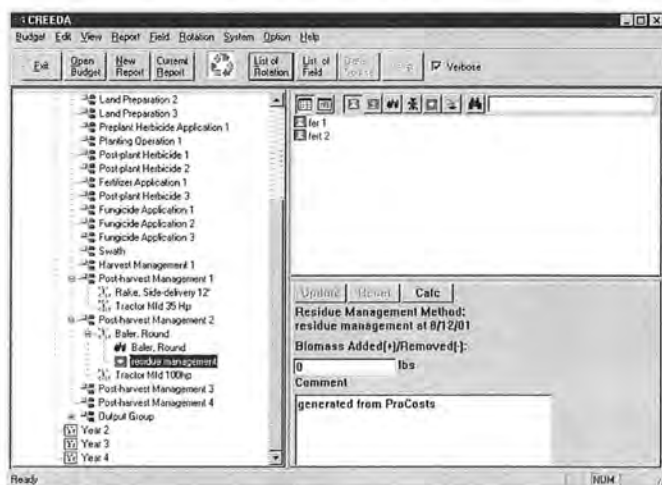 CREEDA
Budget Edit View Report Field Rotation System Option Help
Exit
Open Budget
New Report
Current Report
List of Rotation
List of Field
Verbose
Land Preparation 2
Land Preparation 3
Preplant Herbicide Application 1
Planting Operation 1
Post-plant Herbicide 1
Post-plant Herbicide 2
Fertilizer Application 1
Post-plant Herbicide 3
Fungicide Application 1
Fungicide Application 2
Fungicide Application 3
Swath
Harvest Management 1
Post-harvest Management 1
Rake, Side-delivery 12'
Tractor Mld 35 Hp
Post-harvest Management 2
Baler, Round
Baler, Round
residue management
Tractor Mld 100hp
Post-harvest Management 3
Post-harvest Management 4
Output Group
Year 2
Year 3
Year 4
fer 1
fert 2
Update Reset Calc
Residue Management Method:
residue management at 8/12/01
Biomass Added(+)/Removed(-):
0 lbs
Comment
generated from ProCosts
Ready
NUM